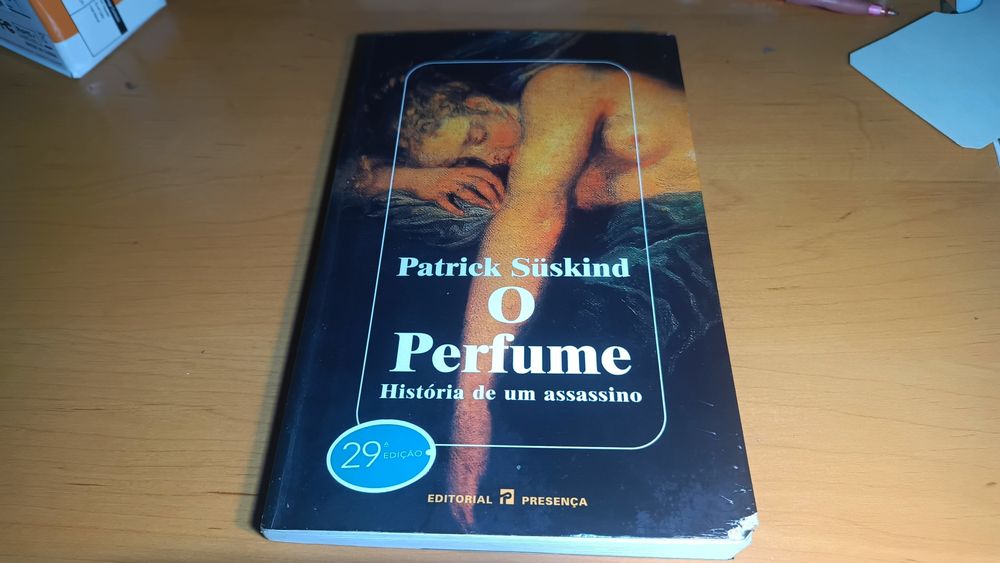 Patrick Süskind
O
Perfume
História de um assassino
29ª EDIÇÃO
EDITORIAL P PRESENÇA